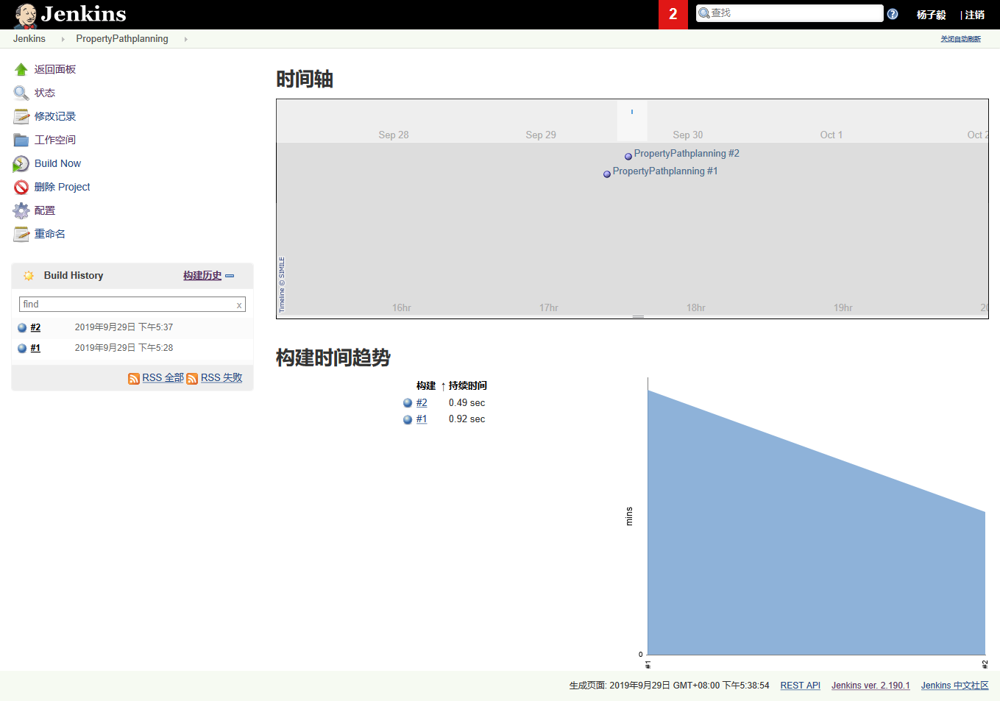 Jenkins
2
查找
杨子毅
| 注销
Jenkins
PropertyPathplanning
关闭自动刷新
返回面板
状态
修改记录
工作空间
Build Now
删除 Project
配置
重命名
Build History
构建历史
find
x
#2 2019年9月29日 下午5:37
#1 2019年9月29日 下午5:28
RSS 全部 RSS 失败
时间轴
Sep 28 Sep 29 Sep 30 Oct 1 Oct 2
PropertyPathplanning #2
PropertyPathplanning #1
Timeline © SIMILE
16hr 17hr 18hr 19hr 20
构建时间趋势
构建 ↑ 持续时间
#2 0.49 sec
#1 0.92 sec
mins
0
#1 #2
生成页面: 2019年9月29日 GMT+08:00 下午5:38:54 REST API Jenkins ver. 2.190.1 Jenkins 中文社区